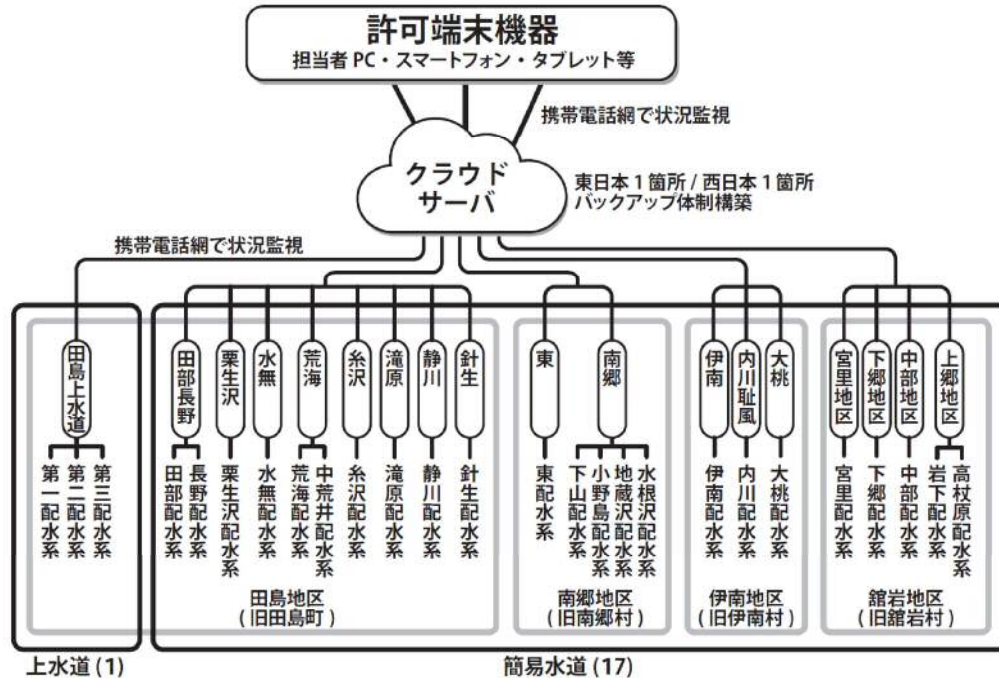 許可端末機器
担当者 PC・スマートフォン・タブレット等
携帯電話網で状況監視
クラウド
サーバ
東日本 1 箇所 / 西日本 1 箇所
バックアップ体制構築
携帯電話網で状況監視
田島上水道
田部長野
栗生沢
水無
荒海
糸沢
滝原
静川
針生
東
南郷
伊南
内川耻風
大桃
宮里地区
下郷地区
中部地区
上郷地区
第一配水系
第二配水系
第三配水系
田部配水系
長野配水系
栗生沢配水系
水無配水系
荒海配水系
中荒井配水系
糸沢配水系
滝原配水系
静川配水系
針生配水系
東配水系
下山配水系
小野島配水系
地蔵沢配水系
水根沢配水系
伊南配水系
内川配水系
大桃配水系
宮里配水系
下郷配水系
中部配水系
岩下配水系
高杖原配水系
田島地区
( 旧田島町 )
南郷地区
( 旧南郷村 )
伊南地区
( 旧伊南村 )
舘岩地区
( 旧舘岩村 )
上水道 (1)
簡易水道 (17)